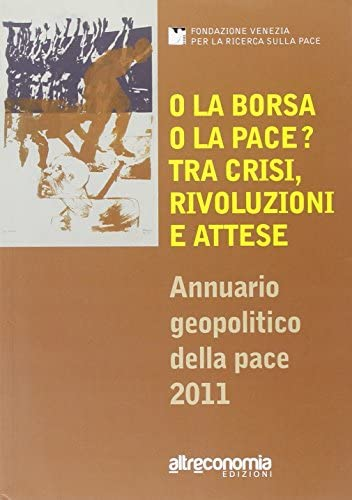 FONDAZIONE VENEZIA
PER LA RICERCA SULLA PACE
O LA BORSA
O LA PACE?
TRA CRISI,
RIVOLUZIONI
E ATTESE
Annuario
geopolitico
della pace
2011
altreconomia
EDIZIONI